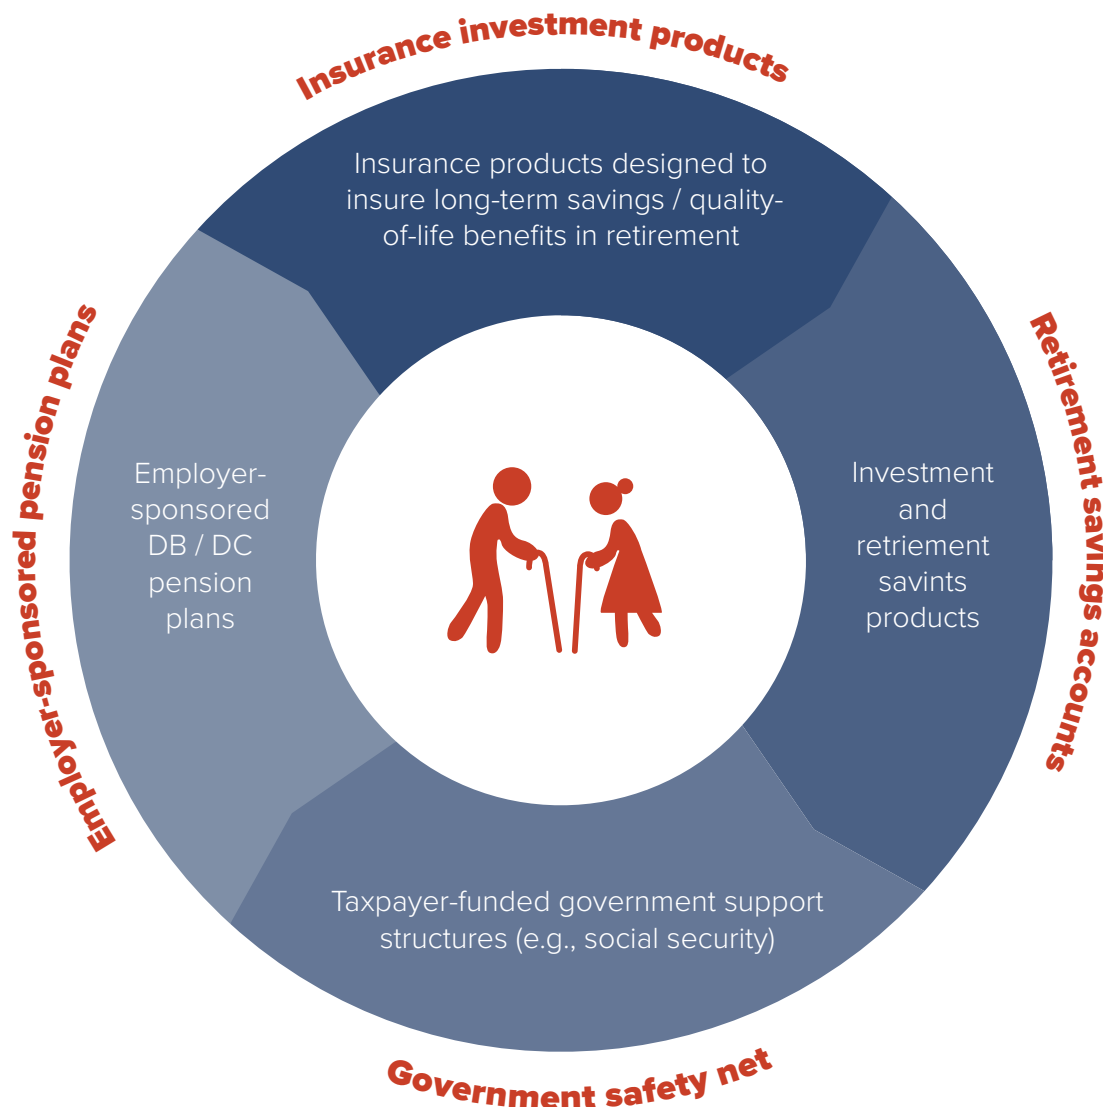 Insurance investment products
Insurance products designed to
insure long-term savings / quality-
of-life benefits in retirement
Retirement savings accounts
Investment
and
retriement
savints
products
Government safety net
Taxpayer-funded government support
structures (e.g., social security)
Employer-sponsored pension plans
Employer-
sponsored
DB / DC
pension
plans